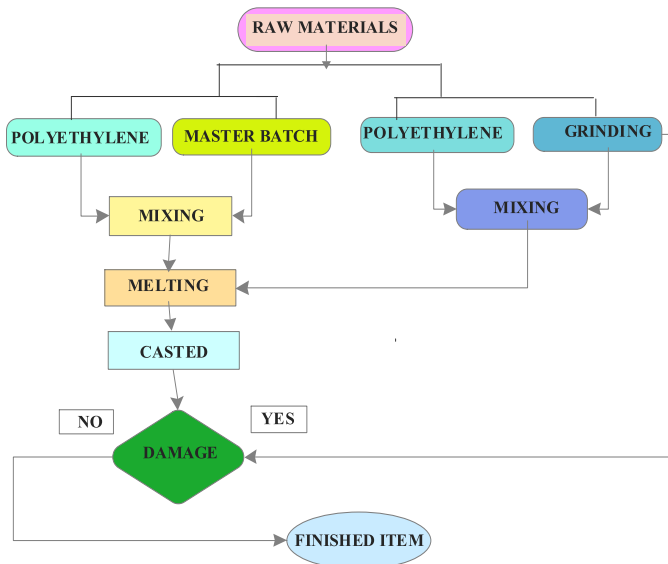 RAW MATERIALS
POLYETHYLENE
MASTER BATCH
POLYETHYLENE
GRINDING
MIXING
MIXING
MELTING
CASTED
NO
YES
DAMAGE
FINISHED ITEM